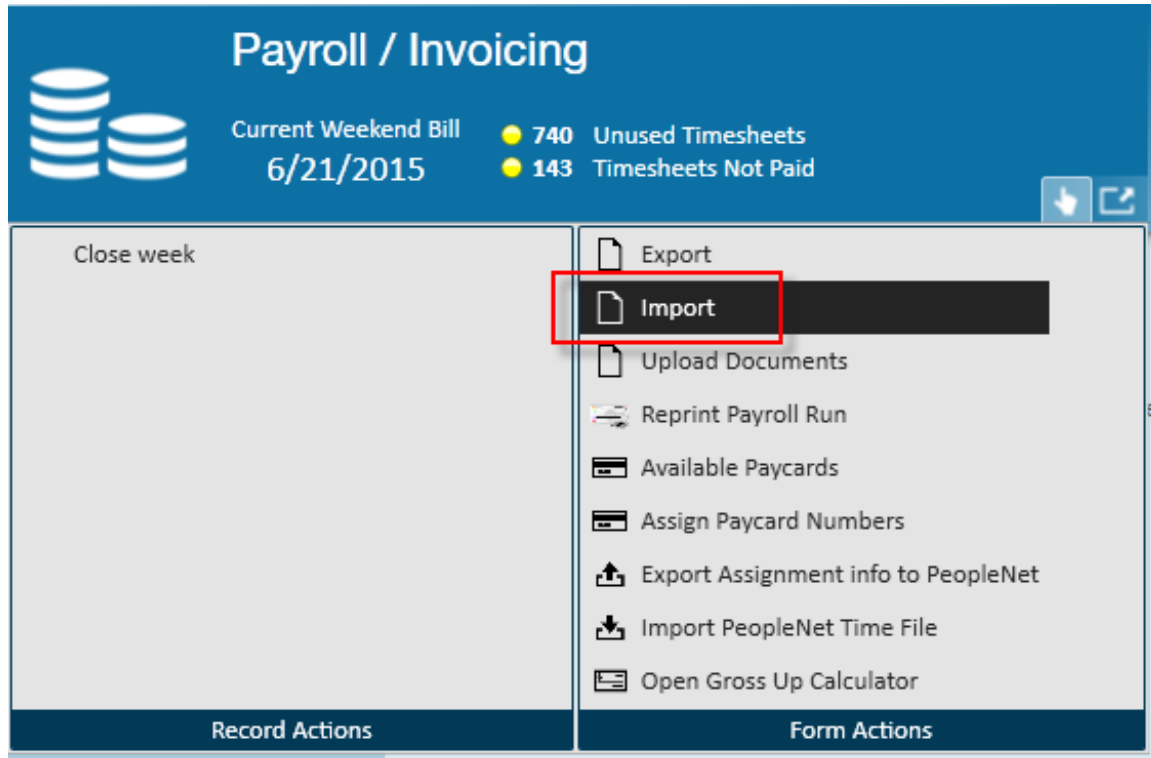 Payroll / Invoicing
Current Weekend Bill
6/21/2015
740 Unused Timesheets
143 Timesheets Not Paid
Close week
Export
Import
Upload Documents
Reprint Payroll Run
Available Paycards
Assign Paycard Numbers
Export Assignment info to PeopleNet
Import PeopleNet Time File
Open Gross Up Calculator
Record Actions
Form Actions